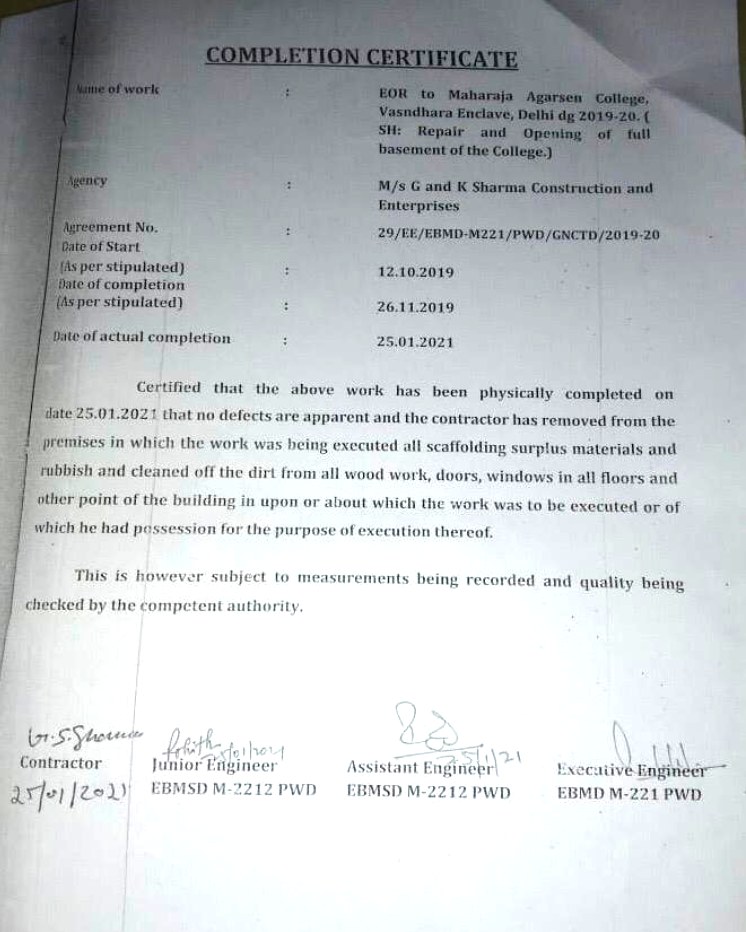 COMPLETION CERTIFICATE
Name of work : EOR to Maharaja Agarsen College,
Vasndhara Enclave, Delhi dg 2019-20. (
SH: Repair and Opening of full
basement of the College.)
Agency : M/s G and K Sharma Construction and
Enterprises
Agreement No. : 29/EE/EBMD-M221/PWD/GNCTD/2019-20
Date of Start
(As per stipulated) : 12.10.2019
Date of completion
(As per stipulated) : 26.11.2019
Date of actual completion : 25.01.2021
Certified that the above work has been physically completed on
date 25.01.2021 that no defects are apparent and the contractor has removed from the
premises in which the work was being executed all scaffolding surplus materials and
rubbish and cleaned off the dirt from all wood work, doors, windows in all floors and
other point of the building in upon or about which the work was to be executed or of
which he had possession for the purpose of execution thereof.
This is however subject to measurements being recorded and quality being
checked by the competent authority.
G.S. Sharma
Contractor
25/01/2021
Rohith
25/01/2021
Junior Engineer
EBMSD M-2212 PWD
25/1/21
Assistant Engineer
EBMSD M-2212 PWD
Executive Engineer
EBMD M-221 PWD